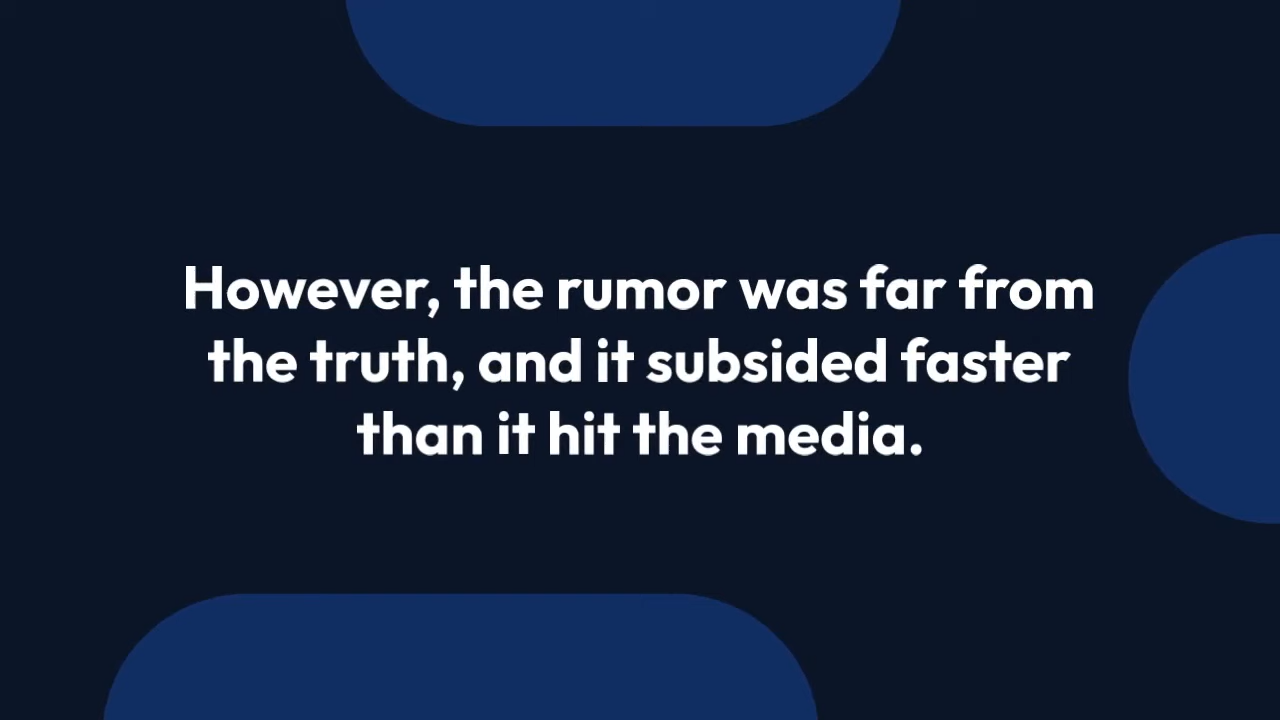 However, the rumor was far from
the truth, and it subsided faster
than it hit the media.